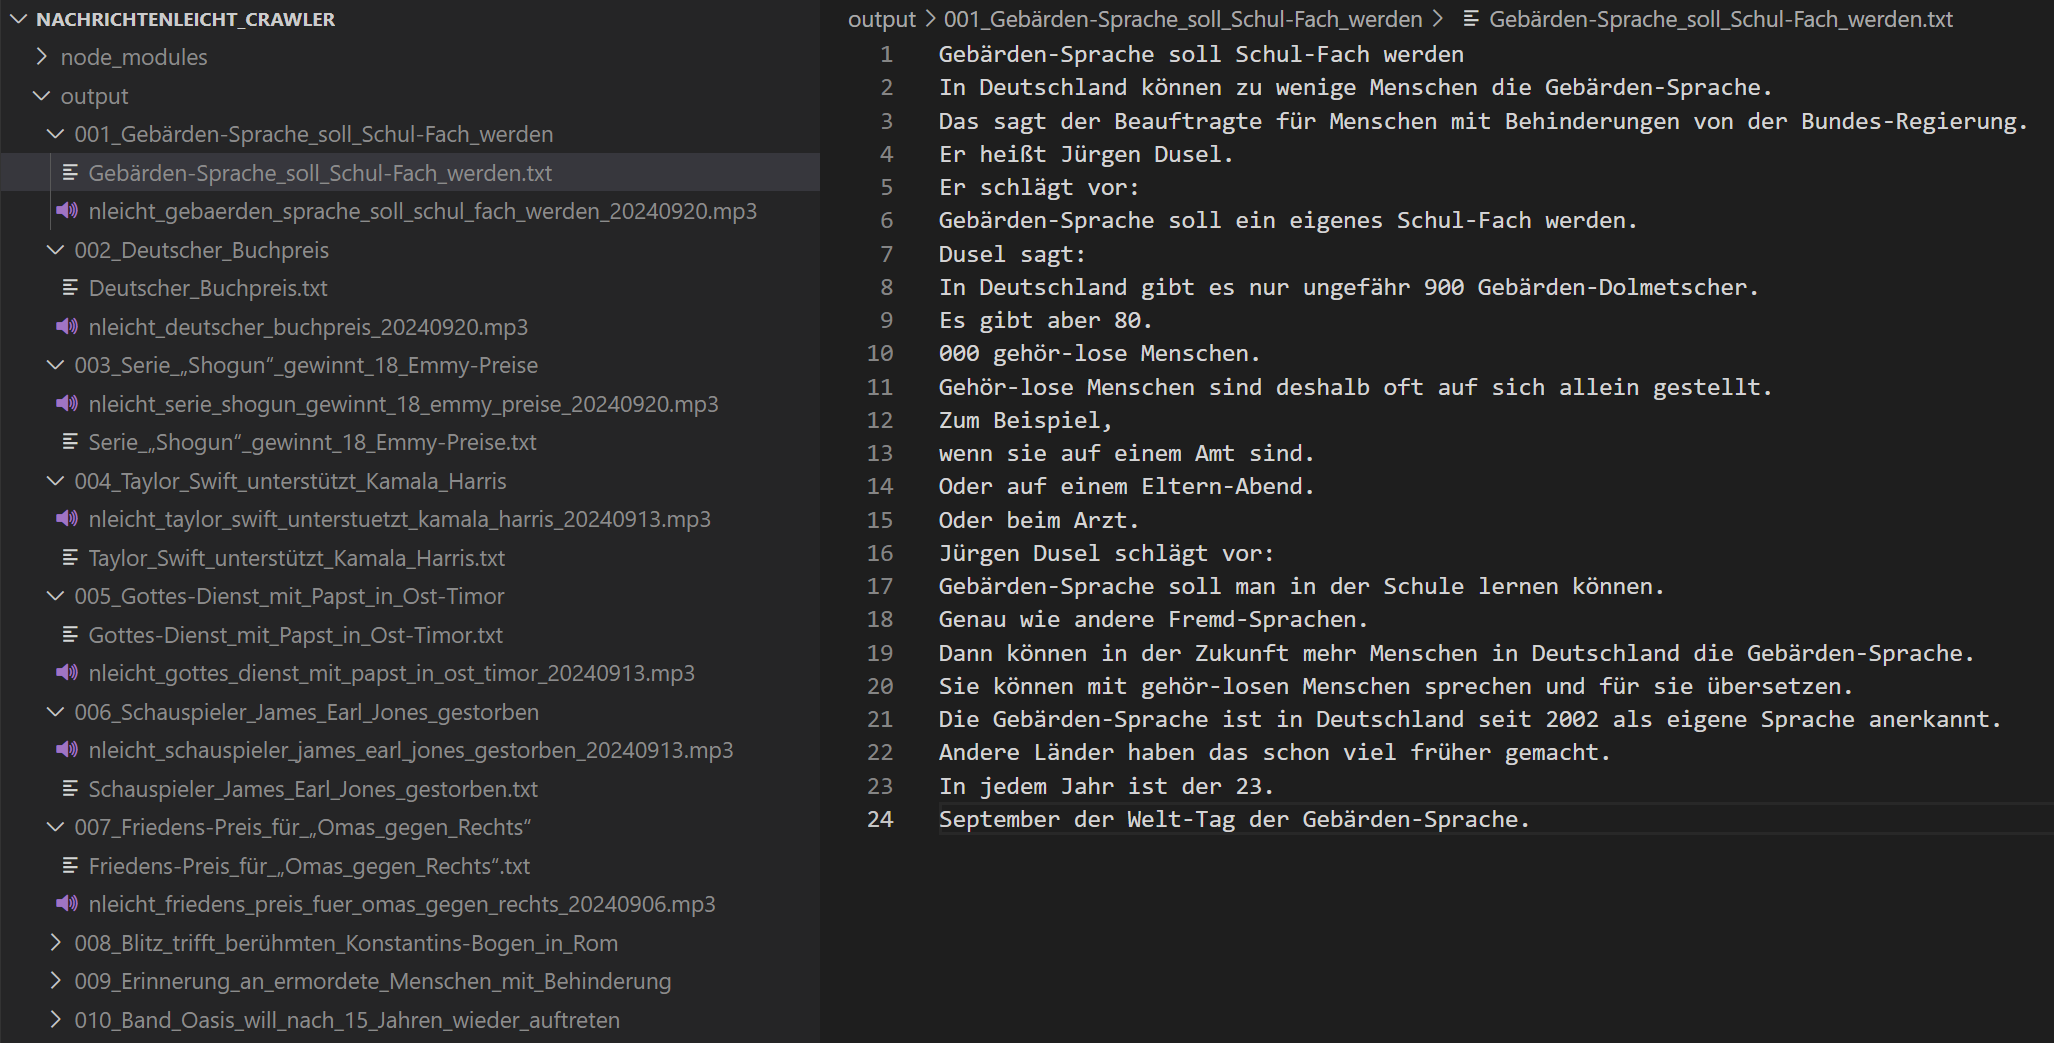 NACHRICHTENLEICHT_CRAWLER
node_modules
output
001_Gebärden-Sprache_soll_Schul-Fach_werden
Gebärden-Sprache_soll_Schul-Fach_werden.txt
nleicht_gebaerden_sprache_soll_schul_fach_werden_20240920.mp3
002_Deutscher_Buchpreis
Deutscher_Buchpreis.txt
nleicht_deutscher_buchpreis_20240920.mp3
003_Serie_„Shogun“_gewinnt_18_Emmy-Preise
nleicht_serie_shogun_gewinnt_18_emmy_preise_20240920.mp3
Serie_„Shogun“_gewinnt_18_Emmy-Preise.txt
004_Taylor_Swift_unterstützt_Kamala_Harris
nleicht_taylor_swift_unterstuetzt_kamala_harris_20240913.mp3
Taylor_Swift_unterstützt_Kamala_Harris.txt
005_Gottes-Dienst_mit_Papst_in_Ost-Timor
Gottes-Dienst_mit_Papst_in_Ost-Timor.txt
nleicht_gottes_dienst_mit_papst_in_ost_timor_20240913.mp3
006_Schauspieler_James_Earl_Jones_gestorben
nleicht_schauspieler_james_earl_jones_gestorben_20240913.mp3
Schauspieler_James_Earl_Jones_gestorben.txt
007_Friedens-Preis_für_„Omas_gegen_Rechts“
Friedens-Preis_für_„Omas_gegen_Rechts“.txt
nleicht_friedens_preis_fuer_omas_gegen_rechts_20240906.mp3
008_Blitz_trifft_berühmten_Konstantins-Bogen_in_Rom
009_Erinnerung_an_ermordete_Menschen_mit_Behinderung
010_Band_Oasis_will_nach_15_Jahren_wieder_auftreten
output > 001_Gebärden-Sprache_soll_Schul-Fach_werden > Gebärden-Sprache_soll_Schul-Fach_werden.txt
1 Gebärden-Sprache soll Schul-Fach werden
2 In Deutschland können zu wenige Menschen die Gebärden-Sprache.
3 Das sagt der Beauftragte für Menschen mit Behinderungen von der Bundes-Regierung.
4 Er heißt Jürgen Dusel.
5 Er schlägt vor:
6 Gebärden-Sprache soll ein eigenes Schul-Fach werden.
7 Dusel sagt:
8 In Deutschland gibt es nur ungefähr 900 Gebärden-Dolmetscher.
9 Es gibt aber 80.
10 000 gehör-lose Menschen.
11 Gehör-lose Menschen sind deshalb oft auf sich allein gestellt.
12 Zum Beispiel,
13 wenn sie auf einem Amt sind.
14 Oder auf einem Eltern-Abend.
15 Oder beim Arzt.
16 Jürgen Dusel schlägt vor:
17 Gebärden-Sprache soll man in der Schule lernen können.
18 Genau wie andere Fremd-Sprachen.
19 Dann können in der Zukunft mehr Menschen in Deutschland die Gebärden-Sprache.
20 Sie können mit gehör-losen Menschen sprechen und für sie übersetzen.
21 Die Gebärden-Sprache ist in Deutschland seit 2002 als eigene Sprache anerkannt.
22 Andere Länder haben das schon viel früher gemacht.
23 In jedem Jahr ist der 23.
24 September der Welt-Tag der Gebärden-Sprache.